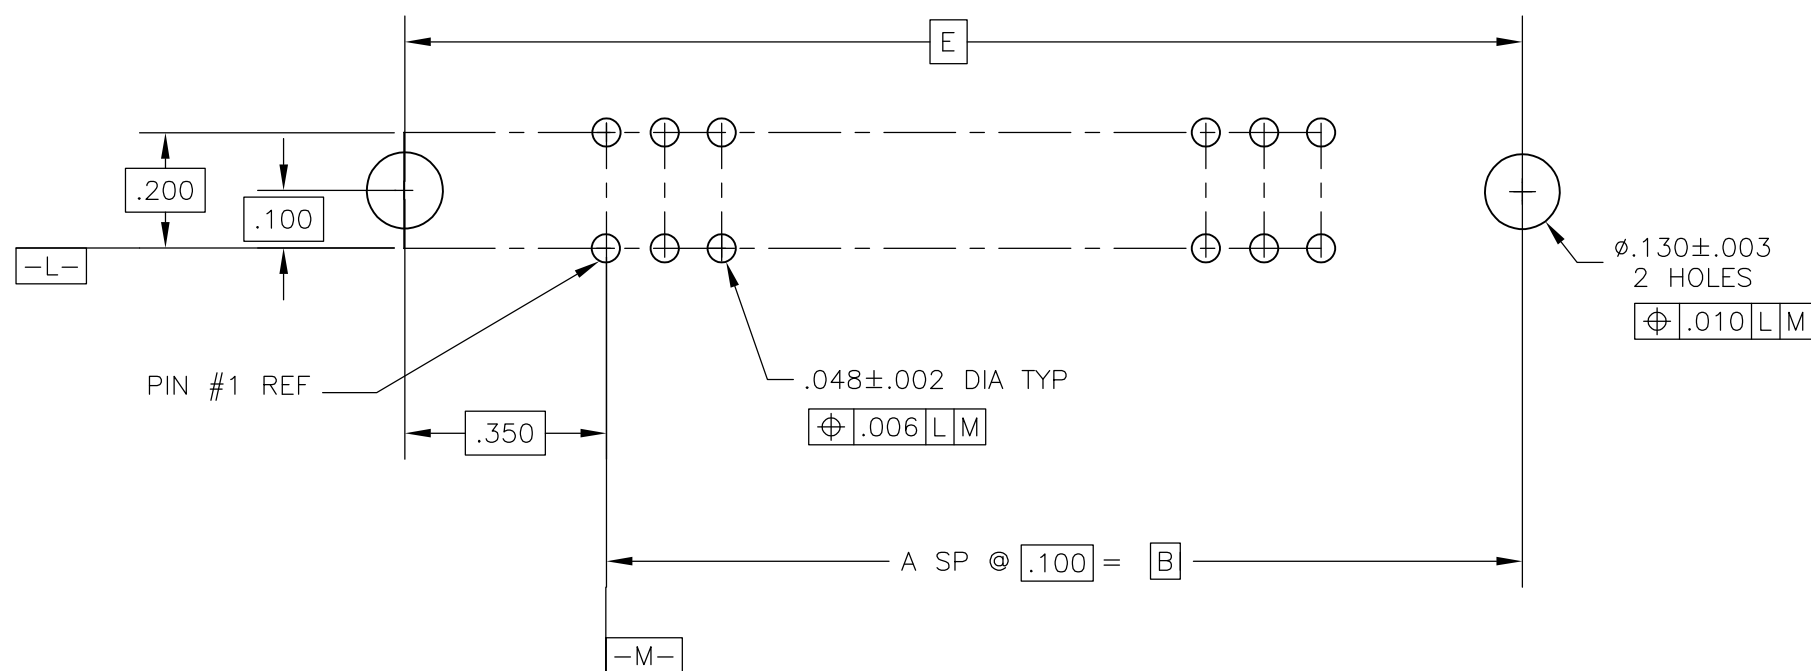 E
.200
.100
-L-
⌀.130±.003
2 HOLES
⌖ .010 L M
PIN #1 REF
.048±.002 DIA TYP
⌖ .006 L M
.350
A SP @ .100 = B
-M-